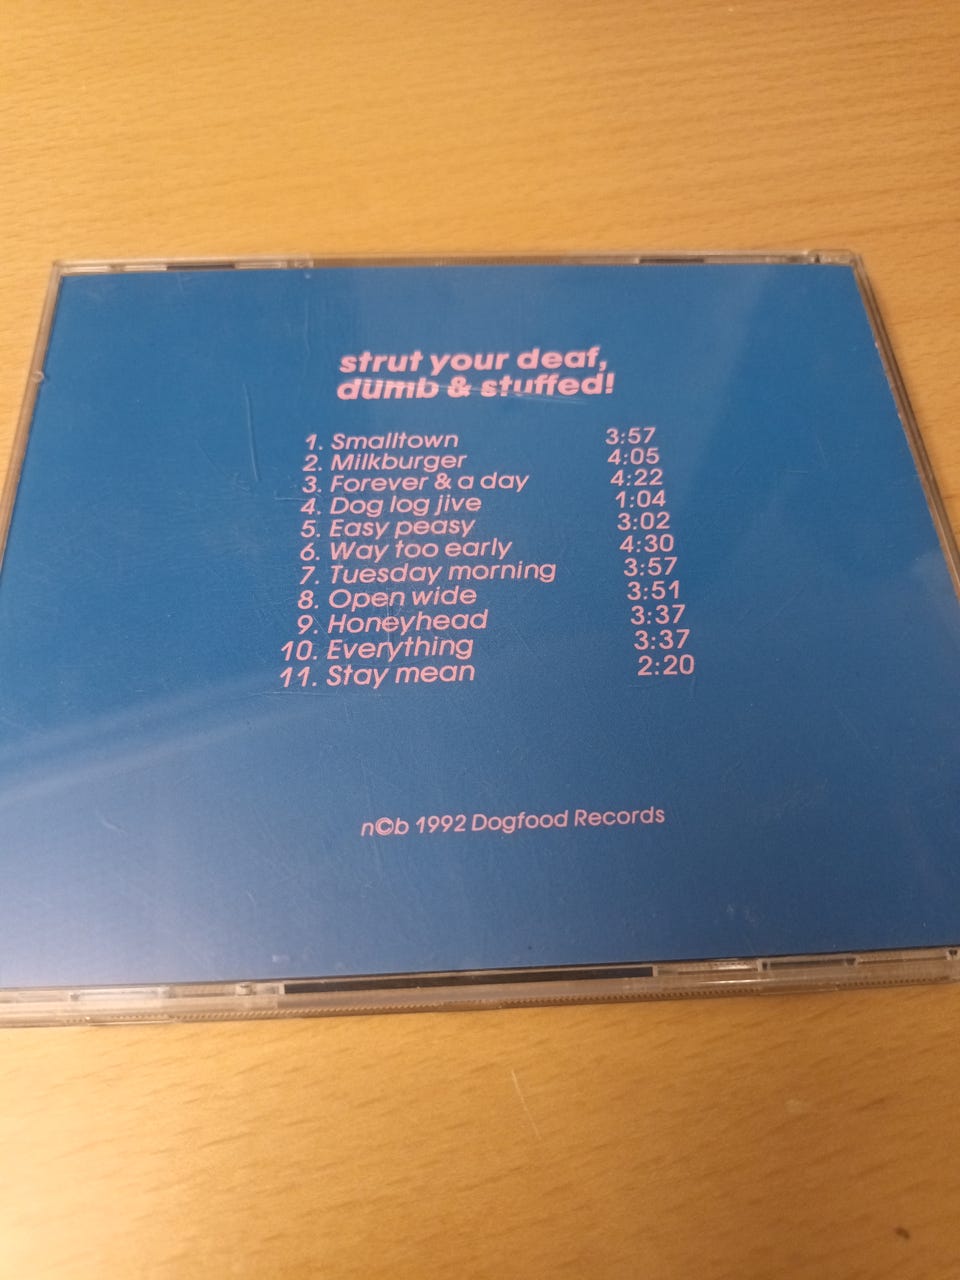 strut your deaf,
dumb & stuffed!
1. Smalltown 3:57
2. Milkburger 4:05
3. Forever & a day 4:22
4. Dog log jive 1:04
5. Easy peasy 3:02
6. Way too early 4:30
7. Tuesday morning 3:57
8. Open wide 3:51
9. Honeyhead 3:37
10. Everything 3:37
11. Stay mean 2:20
n©b 1992 Dogfood Records